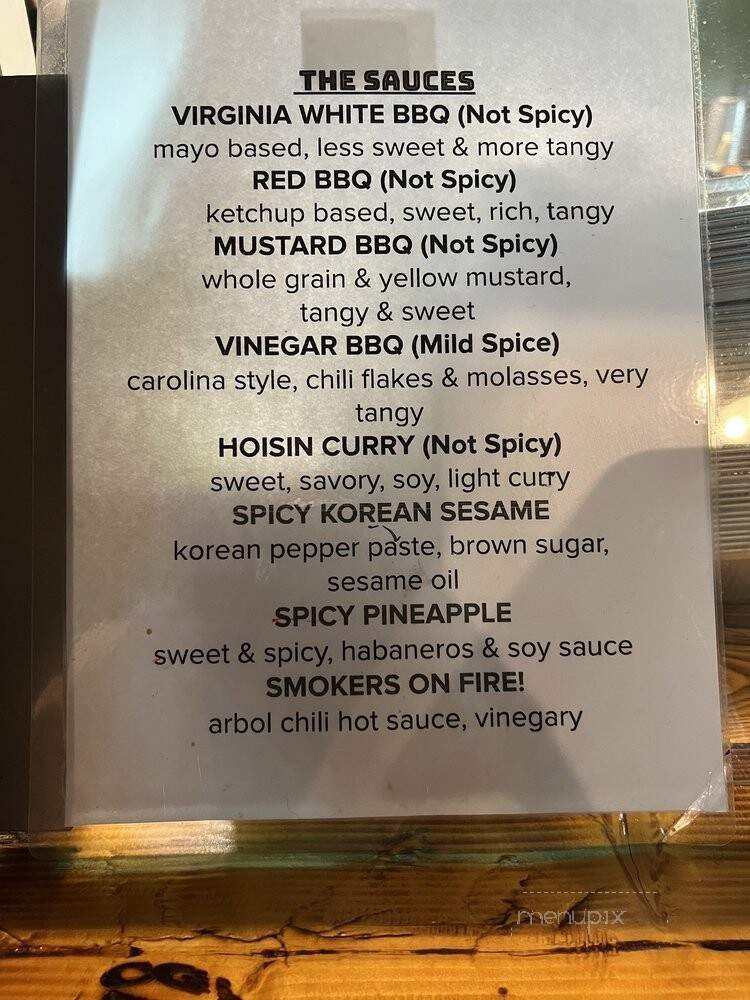 THE SAUCES
VIRGINIA WHITE BBQ (Not Spicy)
mayo based, less sweet & more tangy
RED BBQ (Not Spicy)
ketchup based, sweet, rich, tangy
MUSTARD BBQ (Not Spicy)
whole grain & yellow mustard,
tangy & sweet
VINEGAR BBQ (Mild Spice)
carolina style, chili flakes & molasses, very
tangy
HOISIN CURRY (Not Spicy)
sweet, savory, soy, light curry
SPICY KOREAN SESAME
korean pepper paste, brown sugar,
sesame oil
SPICY PINEAPPLE
sweet & spicy, habaneros & soy sauce
SMOKERS ON FIRE!
arbol chili hot sauce, vinegary
menupix